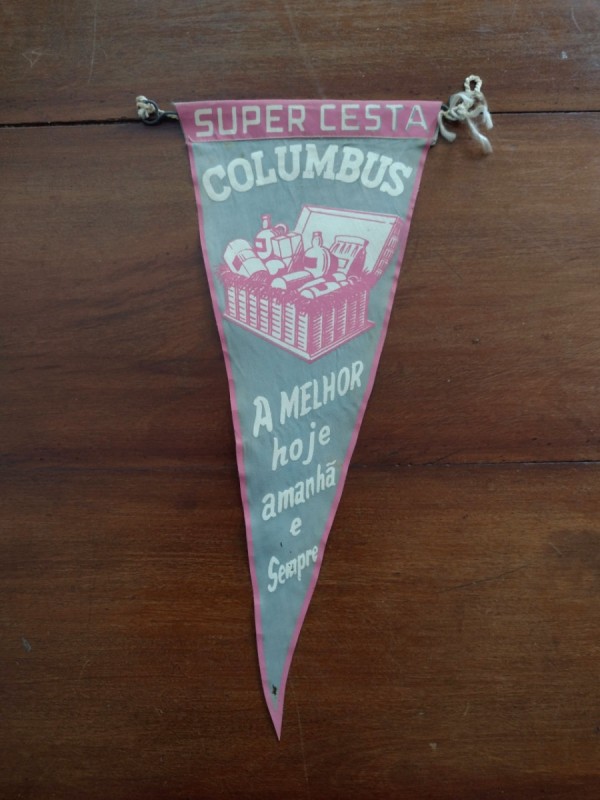 SUPER CESTA
COLUMBUS
A MELHOR
hoje
amanhã
e
Sempre